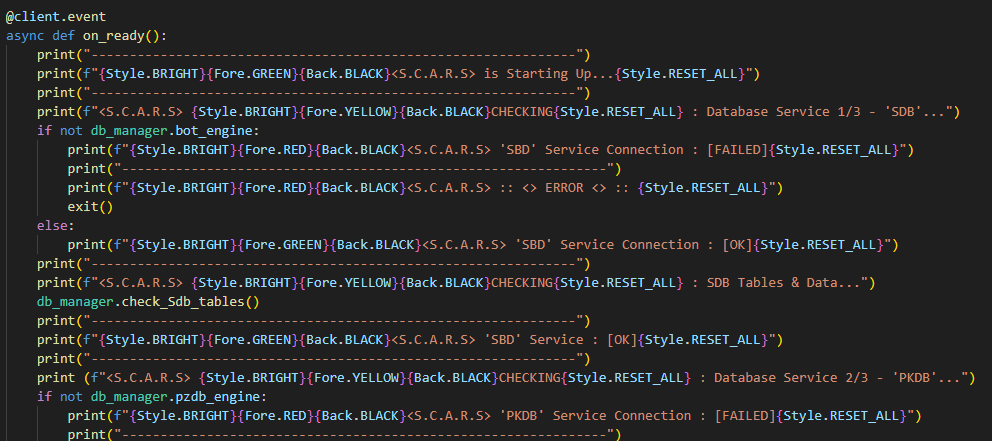 @client.event
async def on_ready():
    print("---------------------------------------------------------------")
    print(f"{Style.BRIGHT}{Fore.GREEN}{Back.BLACK}<S.C.A.R.S> is Starting Up...{Style.RESET_ALL}")
    print("---------------------------------------------------------------")
    print(f"<S.C.A.R.S> {Style.BRIGHT}{Fore.YELLOW}{Back.BLACK}CHECKING{Style.RESET_ALL} : Database Service 1/3 - 'SDB'...")
    if not db_manager.bot_engine:
        print(f"{Style.BRIGHT}{Fore.RED}{Back.BLACK}<S.C.A.R.S> 'SBD' Service Connection : [FAILED]{Style.RESET_ALL}")
        print("---------------------------------------------------------------")
        print(f"{Style.BRIGHT}{Fore.RED}{Back.BLACK}<S.C.A.R.S> :: <> ERROR <> :: {Style.RESET_ALL}")
        exit()
    else:
        print(f"{Style.BRIGHT}{Fore.GREEN}{Back.BLACK}<S.C.A.R.S> 'SBD' Service Connection : [OK]{Style.RESET_ALL}")
    print("---------------------------------------------------------------")
    print(f"<S.C.A.R.S> {Style.BRIGHT}{Fore.YELLOW}{Back.BLACK}CHECKING{Style.RESET_ALL} : SDB Tables & Data...")
    db_manager.check_Sdb_tables()
    print("---------------------------------------------------------------")
    print(f"{Style.BRIGHT}{Fore.GREEN}{Back.BLACK}<S.C.A.R.S> 'SBD' Service : [OK]{Style.RESET_ALL}")
    print("---------------------------------------------------------------")
    print (f"<S.C.A.R.S> {Style.BRIGHT}{Fore.YELLOW}{Back.BLACK}CHECKING{Style.RESET_ALL} : Database Service 2/3 - 'PKDB'...")
    if not db_manager.pzdb_engine:
        print(f"{Style.BRIGHT}{Fore.RED}{Back.BLACK}<S.C.A.R.S> 'PKDB' Service Connection : [FAILED]{Style.RESET_ALL}")
        print("---------------------------------------------------------------")